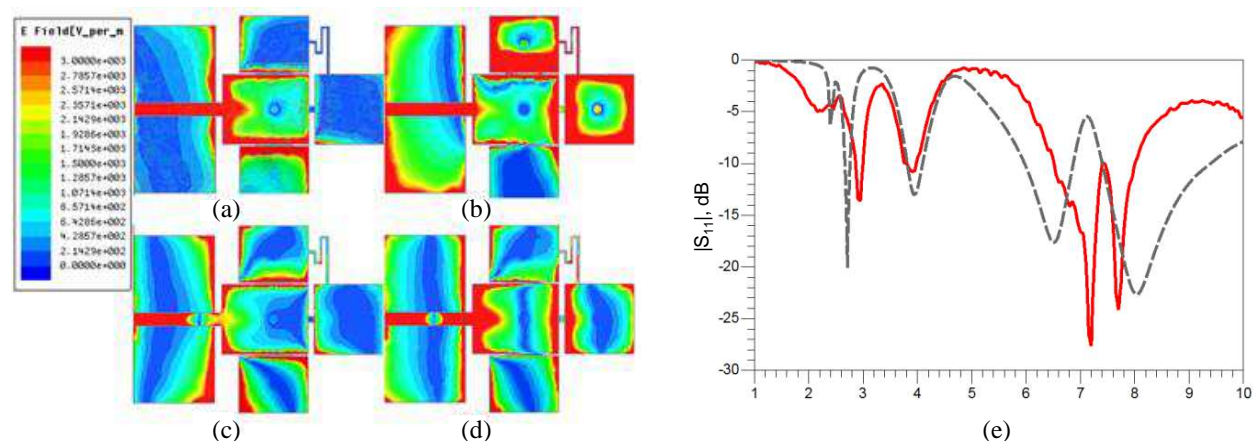 E Field[V_per_m
3.0000e+003
2.7857e+003
2.5714e+003
2.3571e+003
2.1429e+003
1.9286e+003
1.7143e+003
1.5000e+003
1.2857e+003
1.0714e+003
8.5714e+002
6.4286e+002
4.2857e+002
2.1429e+002
0.0000e+000
(a)
(b)
(c)
(d)
|S11|, dB
0
-5
-10
-15
-20
-25
-30
1 2 3 4 5 6 7 8 9 10
(e)